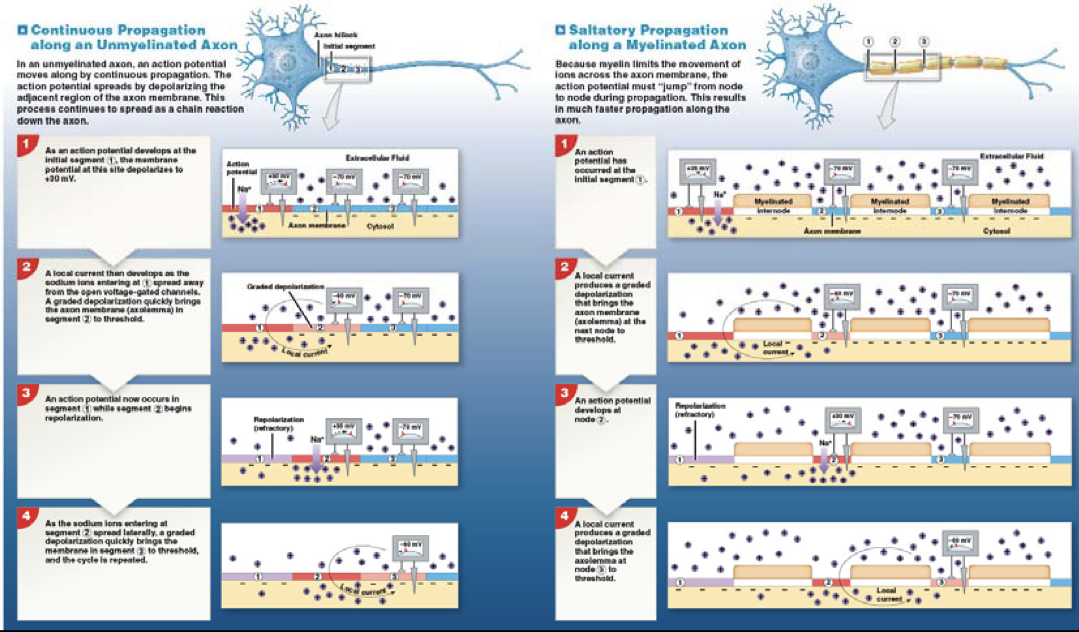 Continuous Propagation
along an Unmyelinated Axon
In an unmyelinated axon, an action potential
moves along by continuous propagation. The
action potential spreads by depolarizing the
adjacent region of the axon membrane. This
process continues to spread as a chain reaction
down the axon.
Axon hillock
Initial segment
1 2 3
1
As an action potential develops at the
initial segment ①, the membrane
potential at this site depolarizes to
+30 mV.
Action
potential
Extracellular Fluid
+30 mV
–70 mV
–70 mV
Na⁺
1
2
3
Axon membrane
Cytosol
2
A local current then develops as the
sodium ions entering at ① spread away
from the open voltage-gated channels.
A graded depolarization quickly brings
the axon membrane (axolemma) in
segment ② to threshold.
Graded depolarization
–60 mV
–70 mV
1
2
3
Local current
3
An action potential now occurs in
segment ① while segment ② begins
repolarization.
Repolarization
(refractory)
+30 mV
–70 mV
Na⁺
1
2
3
4
As the sodium ions entering at
segment ② spread laterally, a graded
depolarization quickly brings the
membrane in segment ③ to threshold,
and the cycle is repeated.
–60 mV
1
2
3
Local current
Saltatory Propagation
along a Myelinated Axon
Because myelin limits the movement of
ions across the axon membrane, the
action potential must “jump” from node
to node during propagation. This results
in much faster propagation along the
axon.
1
2
3
1
An action
potential has
occurred at the
initial segment ①.
Extracellular Fluid
+30 mV
–70 mV
–70 mV
Na⁺
Myelinated
Internode
Myelinated
Internode
Myelinated
Internode
1
2
3
Axon membrane
Cytosol
2
A local current
produces a graded
depolarization
that brings the
axon membrane
(axolemma) at the
next node to
threshold.
–60 mV
–70 mV
1
2
3
Local
current
3
An action potential
develops at
node ②.
Repolarization
(refractory)
+30 mV
–70 mV
Na⁺
1
2
3
4
A local current
produces a graded
depolarization
that brings the
axolemma at
node ③ to
threshold.
–60 mV
1
2
3
Local
current